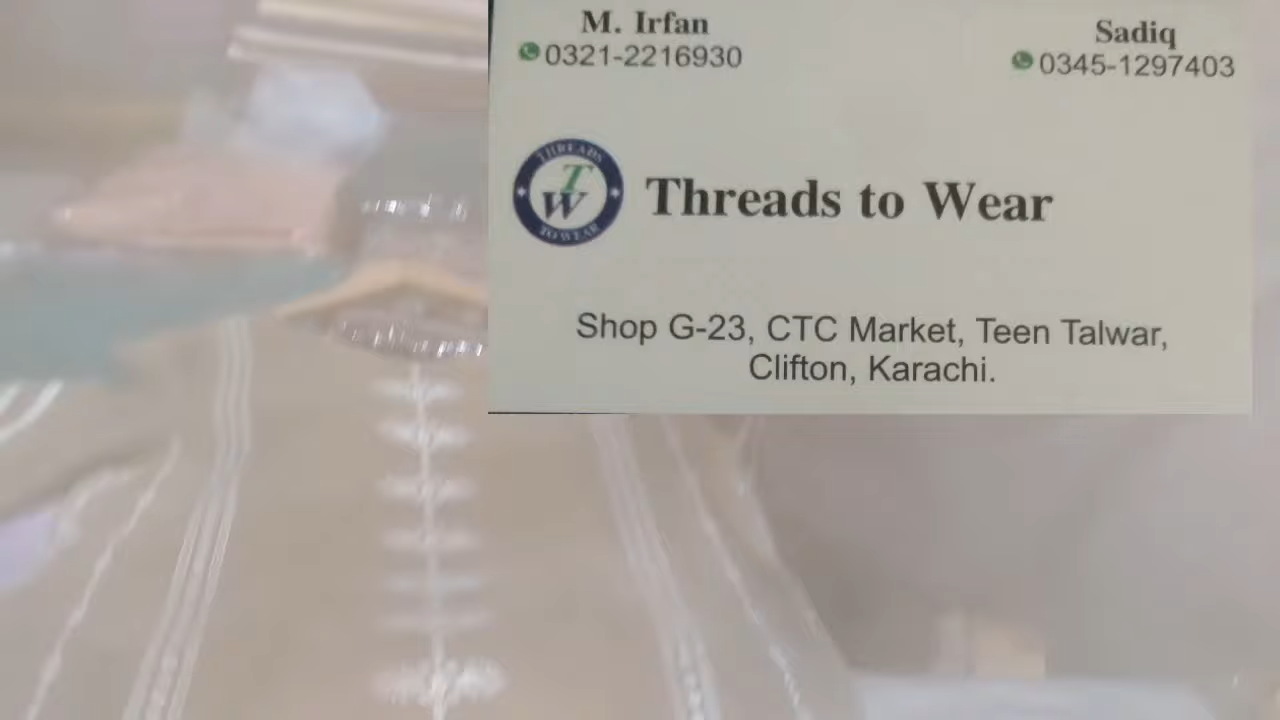 M. Irfan
0321-2216930
Sadiq
0345-1297403
THREADS
TW
TO WEAR
Threads to Wear
Shop G-23, CTC Market, Teen Talwar,
Clifton, Karachi.